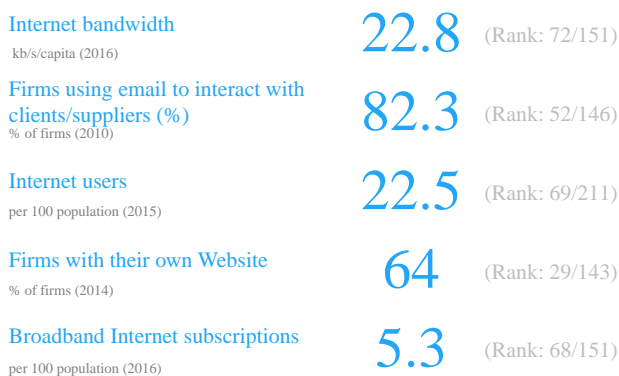 Internet bandwidth
kb/s/capita (2016)
22.8
(Rank: 72/151)
Firms using email to interact with
clients/suppliers (%)
% of firms (2010)
82.3
(Rank: 52/146)
Internet users
per 100 population (2015)
22.5
(Rank: 69/211)
Firms with their own Website
% of firms (2014)
64
(Rank: 29/143)
Broadband Internet subscriptions
per 100 population (2016)
5.3
(Rank: 68/151)